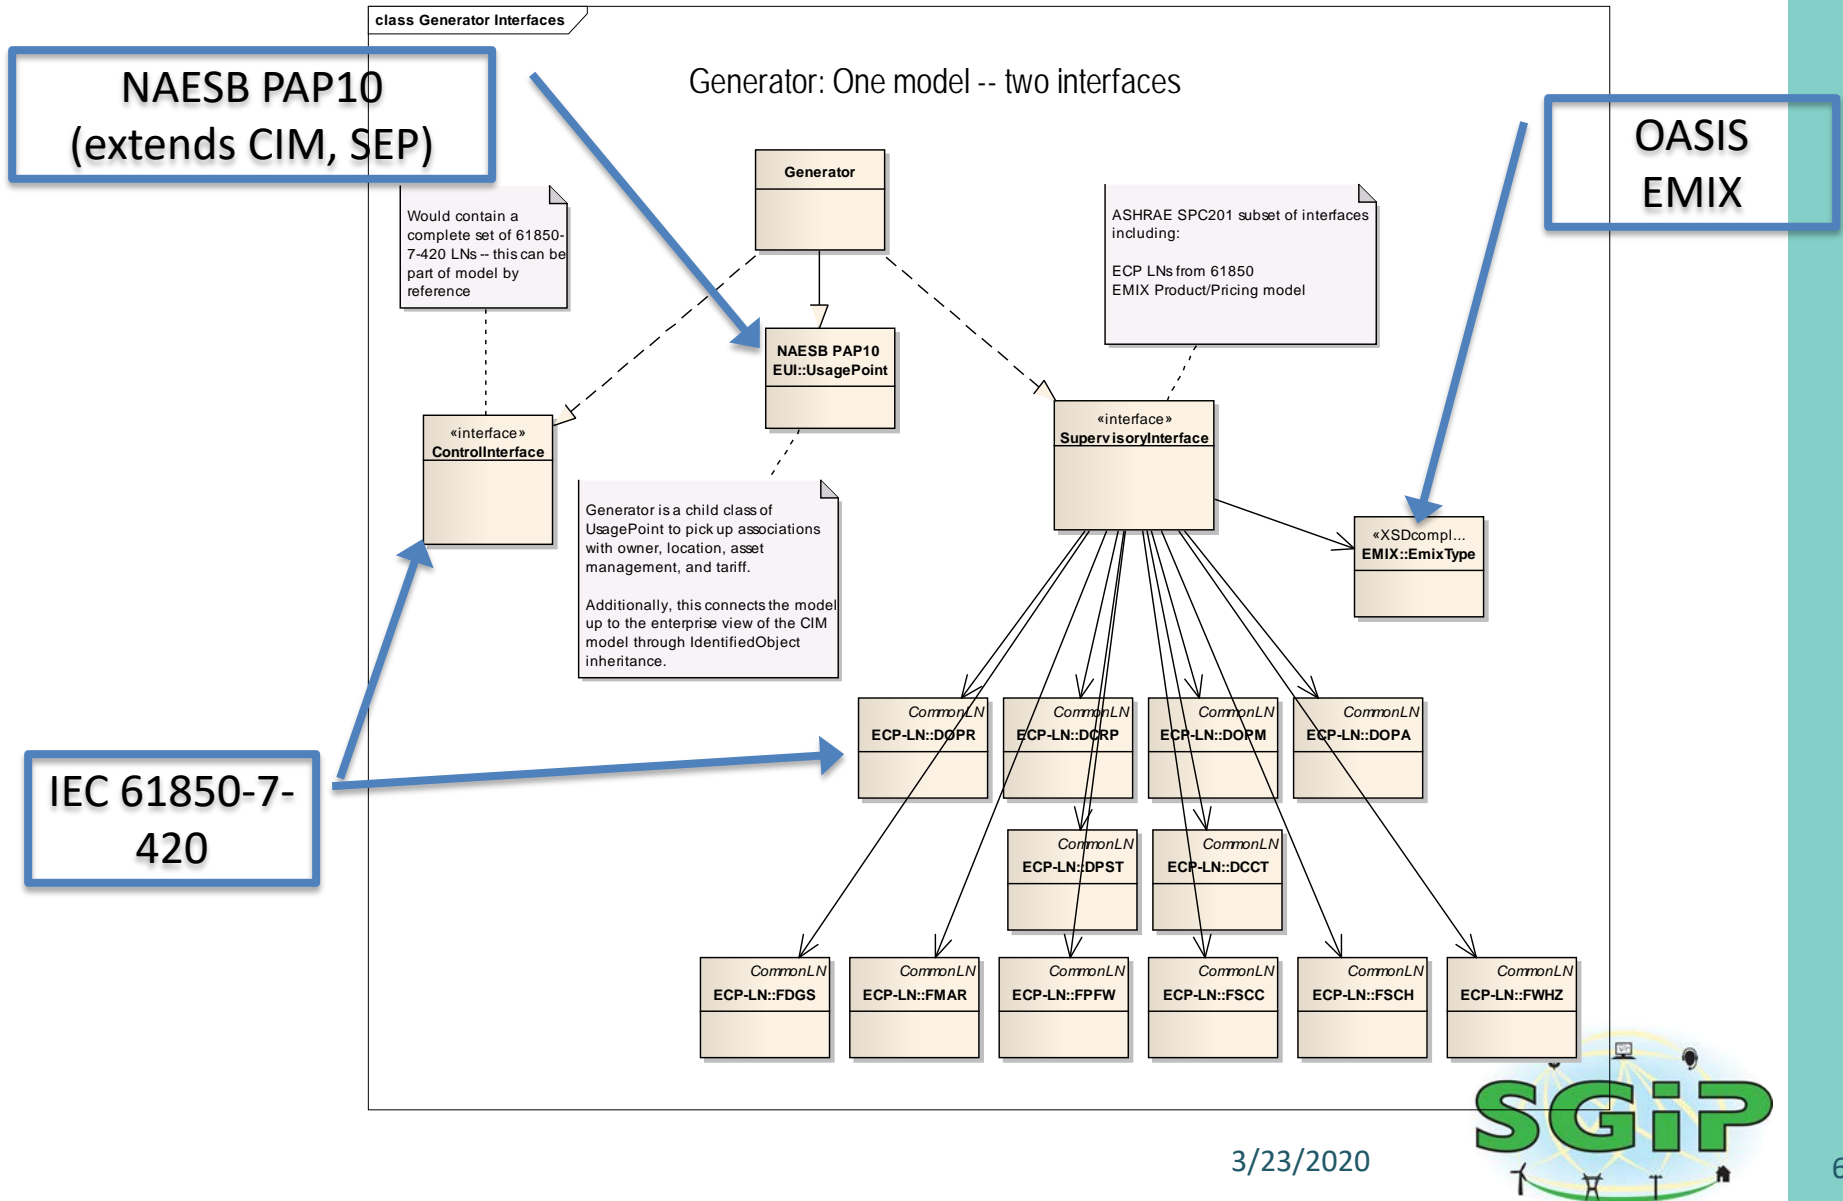 class Generator Interfaces
NAESB PAP10
(extends CIM, SEP)
Generator: One model -- two interfaces
OASIS
EMIX
Generator
Would contain a
complete set of 61850-
7-420 LNs -- this can be
part of model by
reference
ASHRAE SPC201 subset of interfaces
including:
ECP LNs from 61850
EMIX Product/Pricing model
NAESB PAP10
EUI::UsagePoint
«interface»
ControlInterface
«interface»
SupervisoryInterface
Generator is a child class of
UsagePoint to pick up associations
with owner, location, asset
management, and tariff.
Additionally, this connects the model
up to the enterprise view of the CIM
model through IdentifiedObject
inheritance.
«XSDcompl...
EMIX::EmixType
IEC 61850-7-
420
CommonLN
ECP-LN::DOPR
CommonLN
ECP-LN::DCRP
CommonLN
ECP-LN::DOPM
CommonLN
ECP-LN::DOPA
CommonLN
ECP-LN::DPST
CommonLN
ECP-LN::DCCT
CommonLN
ECP-LN::FDGS
CommonLN
ECP-LN::FMAR
CommonLN
ECP-LN::FPFW
CommonLN
ECP-LN::FSCC
CommonLN
ECP-LN::FSCH
CommonLN
ECP-LN::FWHZ
SGiP
3/23/2020
6